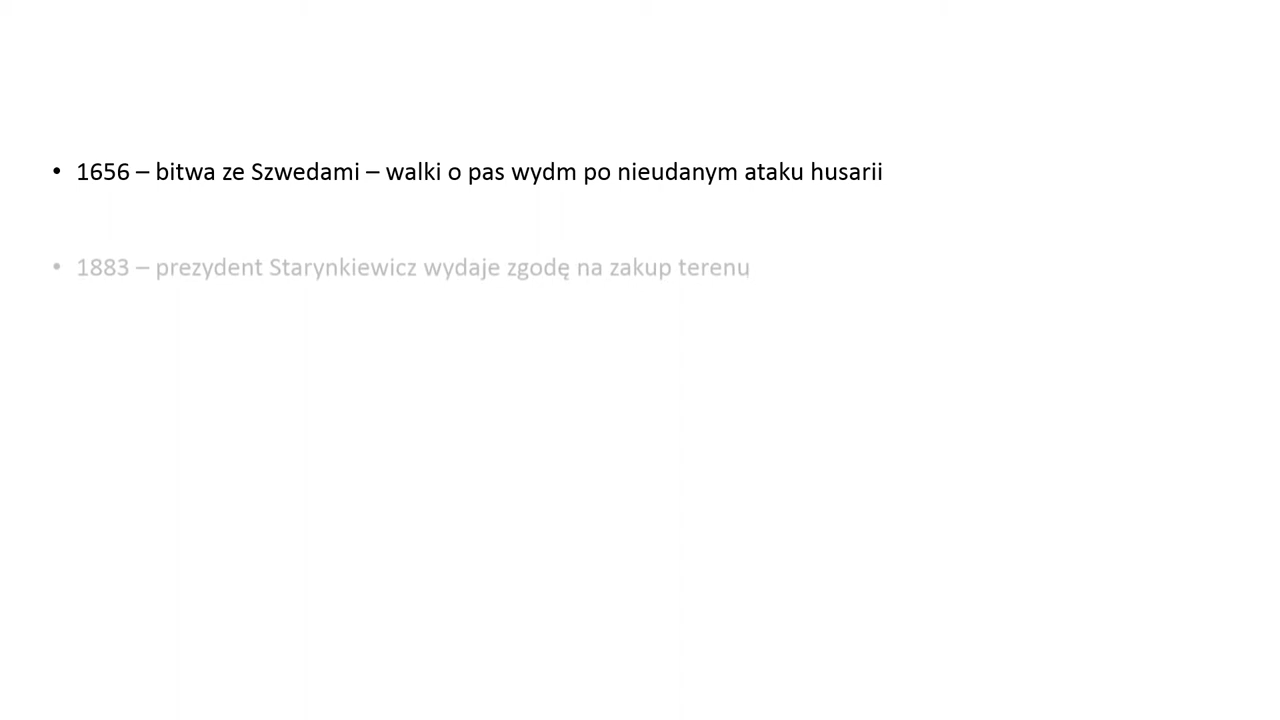 • 1656 – bitwa ze Szwedami – walki o pas wydm po nieudanym ataku husarii
• 1883 – prezydent Starynkiewicz wydaje zgodę na zakup terenu